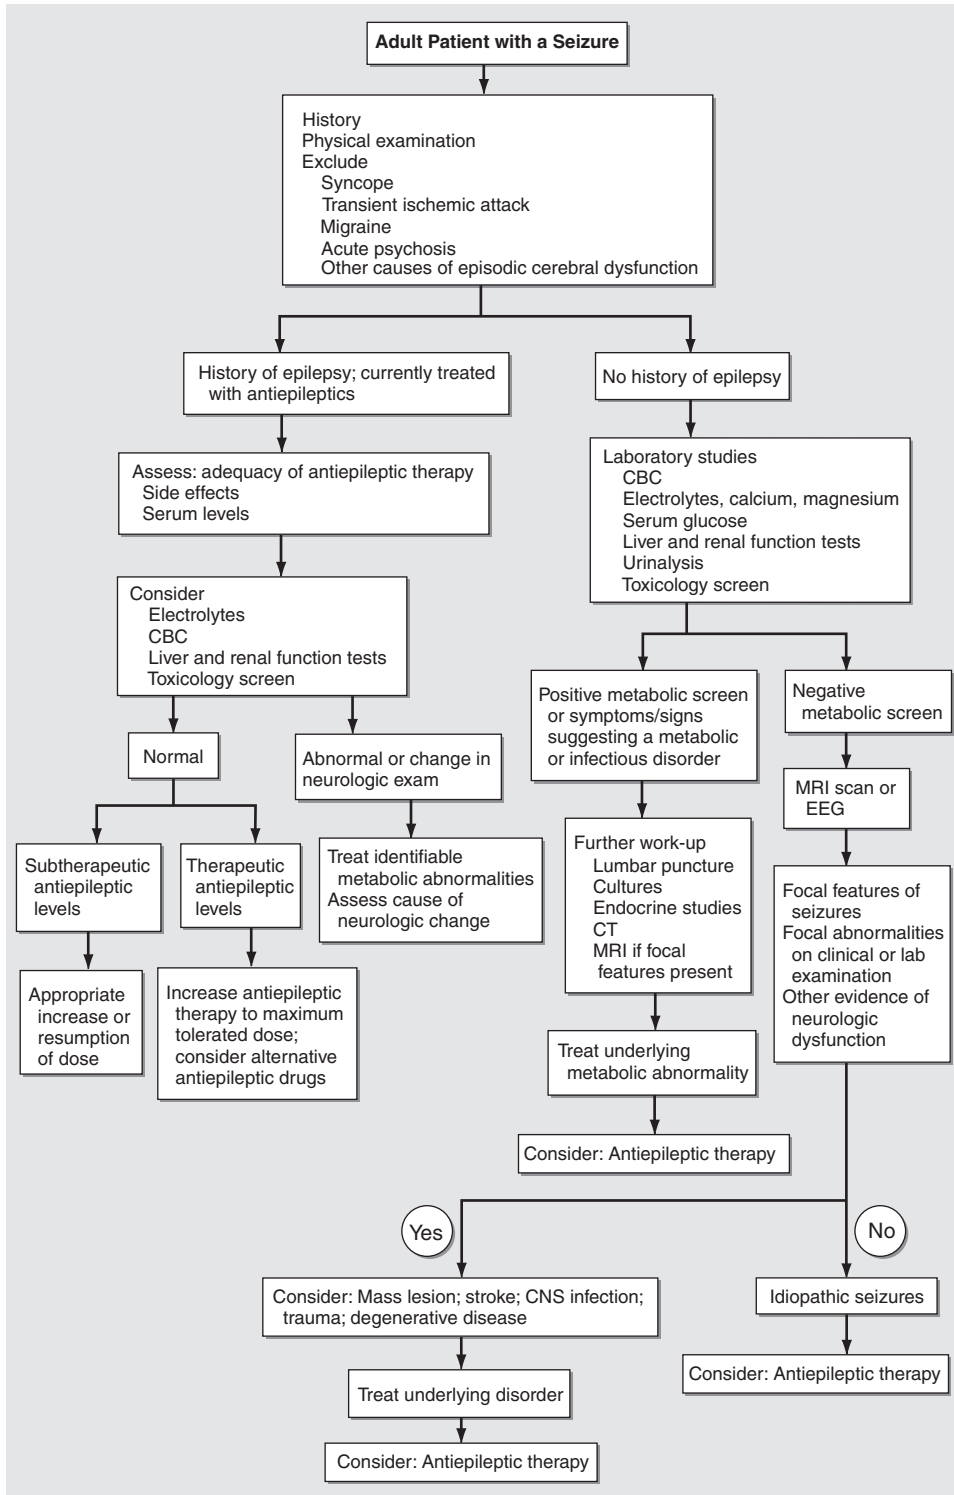 Adult Patient with a Seizure
History
Physical examination
Exclude
Syncope
Transient ischemic attack
Migraine
Acute psychosis
Other causes of episodic cerebral dysfunction
History of epilepsy; currently treated
with antiepileptics
No history of epilepsy
Assess: adequacy of antiepileptic therapy
Side effects
Serum levels
Laboratory studies
CBC
Electrolytes, calcium, magnesium
Serum glucose
Liver and renal function tests
Urinalysis
Toxicology screen
Consider
Electrolytes
CBC
Liver and renal function tests
Toxicology screen
Positive metabolic screen
or symptoms/signs
suggesting a metabolic
or infectious disorder
Negative
metabolic screen
Normal
Abnormal or change in
neurologic exam
MRI scan or
EEG
Subtherapeutic
antiepileptic
levels
Therapeutic
antiepileptic
levels
Treat identifiable
metabolic abnormalities
Assess cause of
neurologic change
Further work-up
Lumbar puncture
Cultures
Endocrine studies
CT
MRI if focal
features present
Focal features of
seizures
Focal abnormalities
on clinical or lab
examination
Other evidence of
neurologic
dysfunction
Appropriate
increase or
resumption
of dose
Increase antiepileptic
therapy to maximum
tolerated dose;
consider alternative
antiepileptic drugs
Treat underlying
metabolic abnormality
Consider: Antiepileptic therapy
Yes
No
Consider: Mass lesion; stroke; CNS infection;
trauma; degenerative disease
Idiopathic seizures
Treat underlying disorder
Consider: Antiepileptic therapy
Consider: Antiepileptic therapy